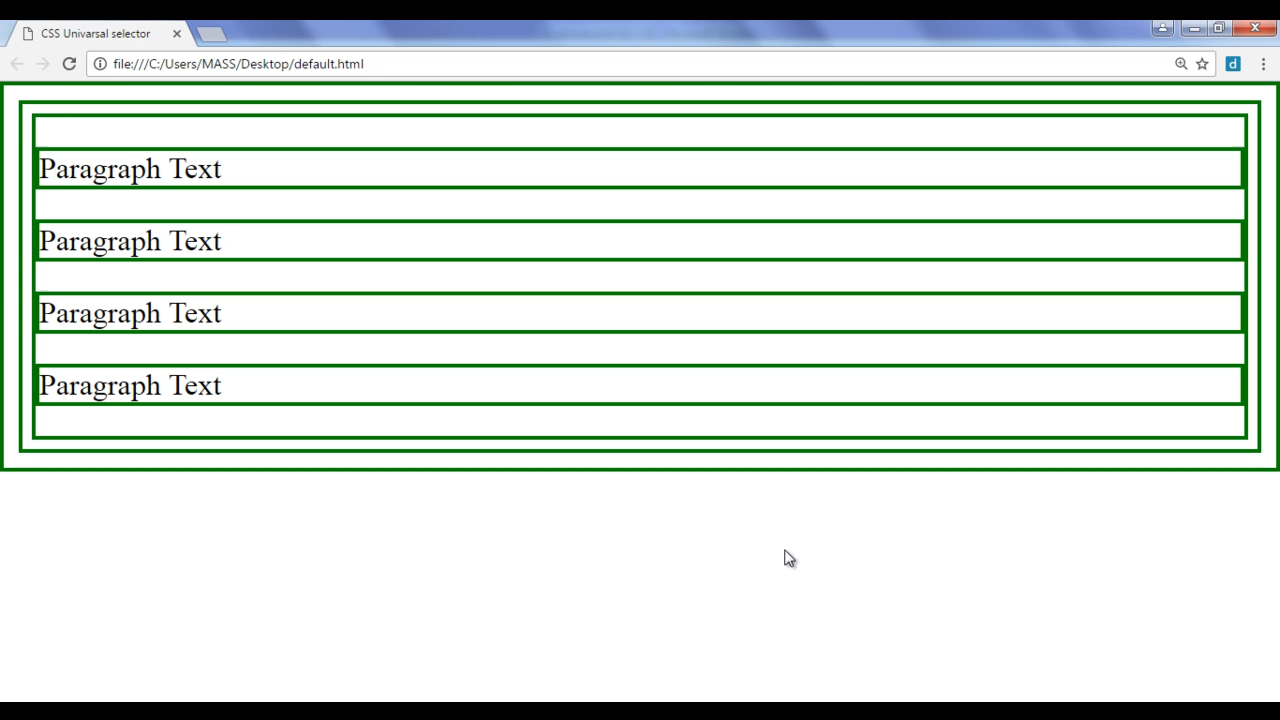 CSS Univarsal selector
file:///C:/Users/MASS/Desktop/default.html
d
Paragraph Text
Paragraph Text
Paragraph Text
Paragraph Text